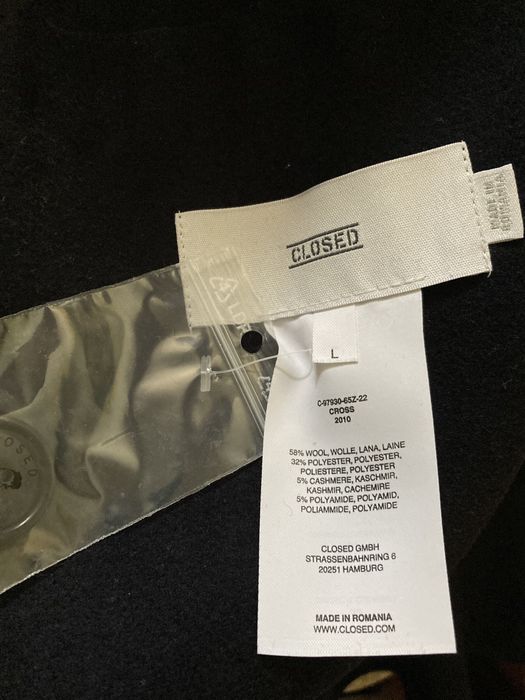 CLOSED
MADE IN
ROMANIA
L
C-97930-65Z-22
CROSS
2010
58% WOOL, WOLLE, LANA, LAINE
32% POLYESTER, POLYESTER,
POLIESTERE, POLYESTER
5% CASHMERE, KASCHMIR,
KASHMIR, CACHEMIRE
5% POLYAMIDE, POLYAMID,
POLIAMMIDE, POLYAMIDE
CLOSED GMBH
STRASSENBAHNRING 6
20251 HAMBURG
MADE IN ROMANIA
WWW.CLOSED.COM
CLOSED